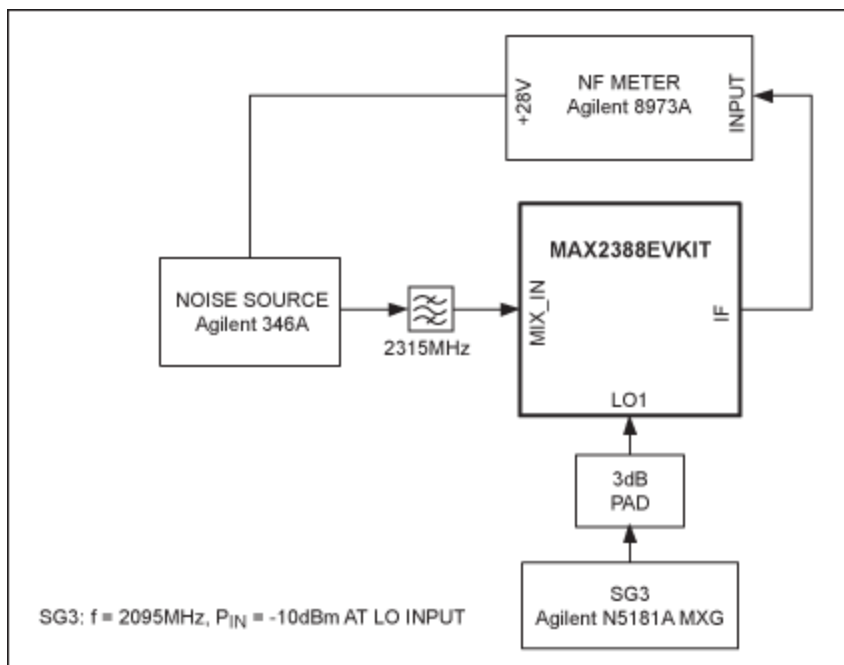 NF METER
Agilent 8973A
+28V
INPUT
MAX2388EVKIT
NOISE SOURCE
Agilent 346A
2315MHz
MIX_IN
IF
LO1
3dB
PAD
SG3
Agilent N5181A MXG
SG3: f = 2095MHz, PIN = -10dBm AT LO INPUT